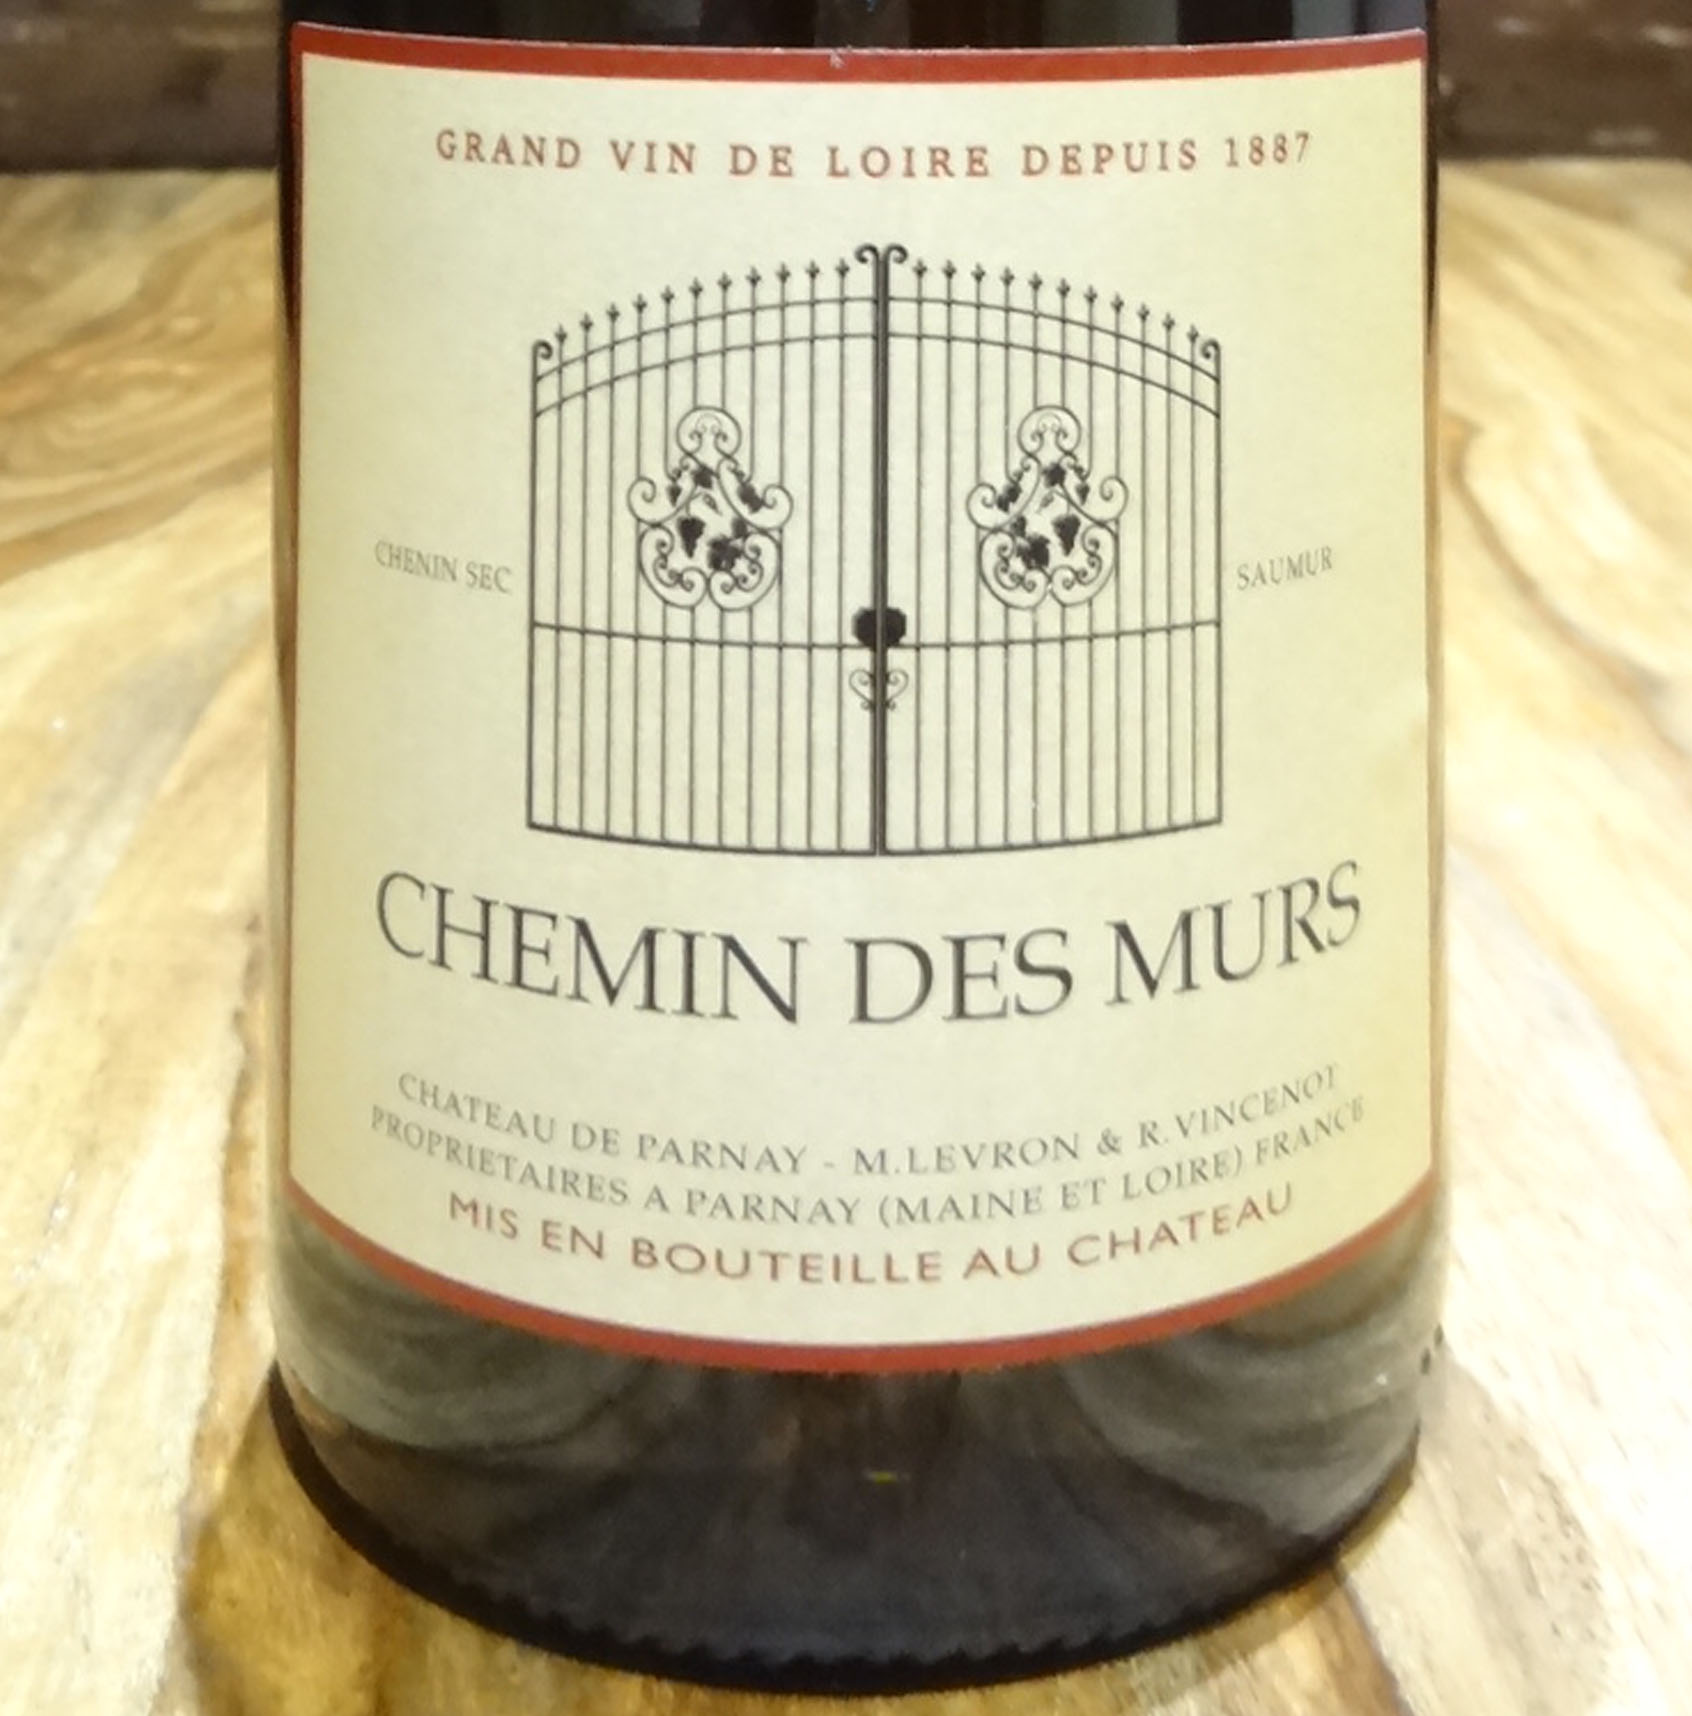 GRAND VIN DE LOIRE DEPUIS 1887
CHENIN SEC
SAUMUR
CHEMIN DES MURS
CHATEAU DE PARNAY - M.LEVRON & R.VINCENOT
PROPRIETAIRES A PARNAY (MAINE ET LOIRE) FRANCE
MIS EN BOUTEILLE AU CHATEAU